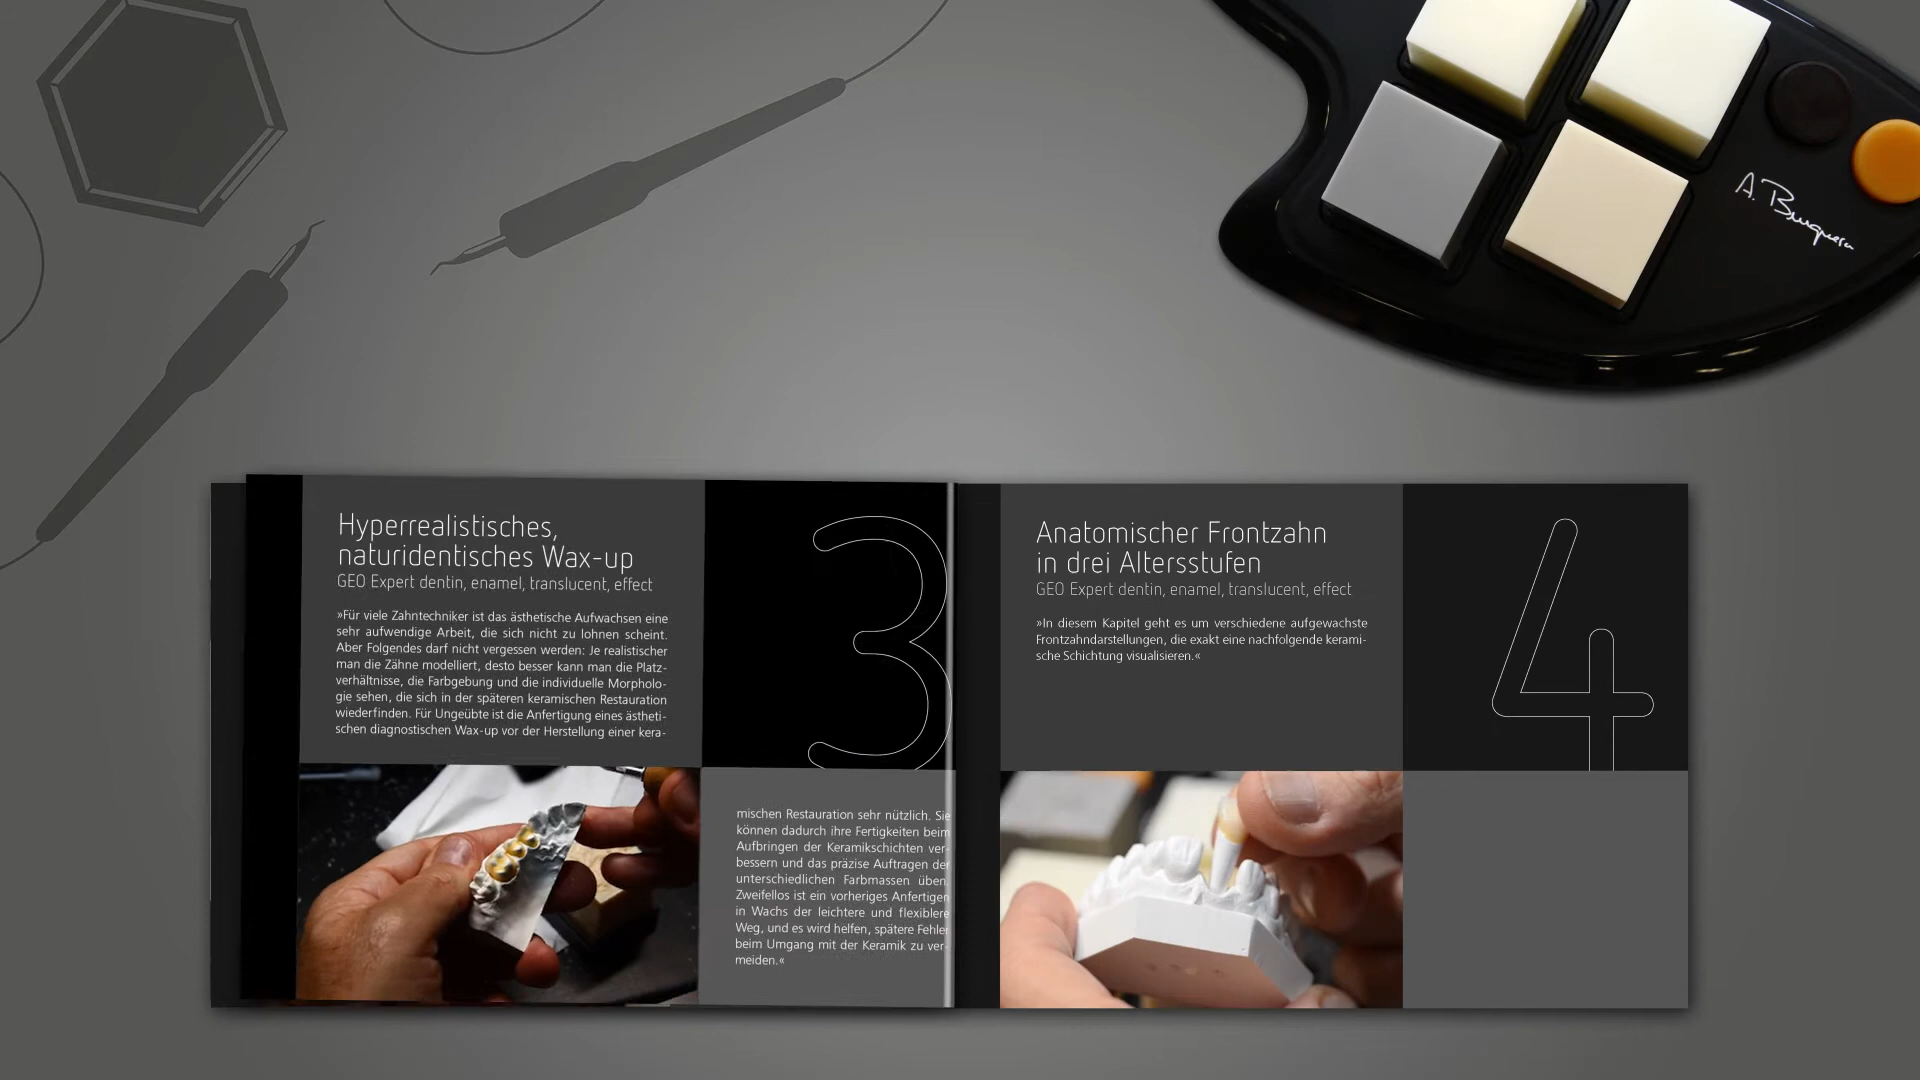 A. Bruguera
Hyperrealistisches,
naturidentisches Wax-up
GEO Expert dentin, enamel, translucent, effect
»Für viele Zahntechniker ist das ästhetische Aufwachsen eine
sehr aufwendige Arbeit, die sich nicht zu lohnen scheint.
Aber Folgendes darf nicht vergessen werden: Je realistischer
man die Zähne modelliert, desto besser kann man die Platz-
verhältnisse, die Farbgebung und die individuelle Morpholo-
gie sehen, die sich in der späteren keramischen Restauration
wiederfinden. Für Ungeübte ist die Anfertigung eines ästheti-
schen diagnostischen Wax-up vor der Herstellung einer kera-
3
mischen Restauration sehr nützlich. Sie
können dadurch ihre Fertigkeiten beim
Aufbringen der Keramikschichten ver-
bessern und das präzise Auftragen der
unterschiedlichen Farbmassen üben.
Zweifellos ist ein vorheriges Anfertigen
in Wachs der leichtere und flexiblere
Weg, und es wird helfen, spätere Fehler
beim Umgang mit der Keramik zu ver-
meiden.«
Anatomischer Frontzahn
in drei Altersstufen
GEO Expert dentin, enamel, translucent, effect
»In diesem Kapitel geht es um verschiedene aufgewachste
Frontzahndarstellungen, die exakt eine nachfolgende kerami-
sche Schichtung visualisieren.«
4